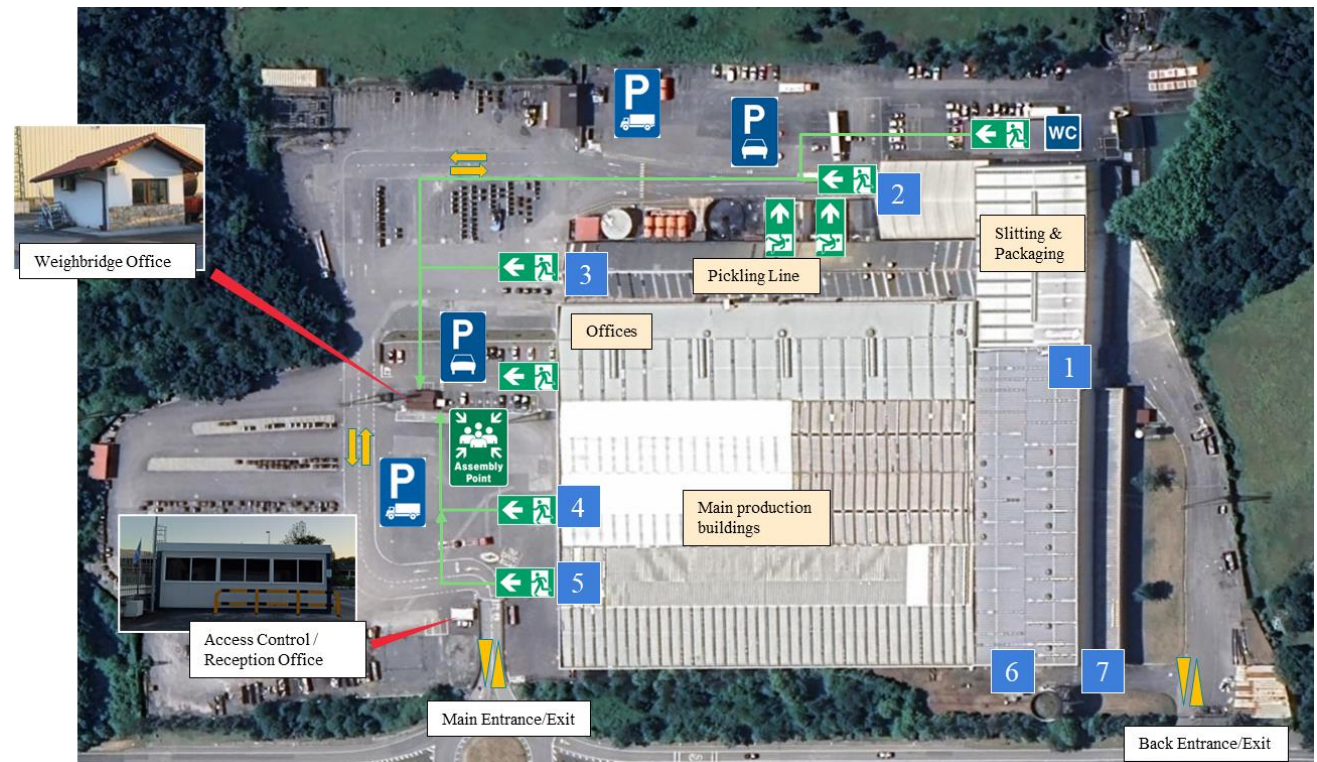 P
P
WC
2
Slitting &
Packaging
Weighbridge Office
3
Pickling Line
P
Offices
1
Assembly
Point
P
4
Main production
buildings
5
Access Control /
Reception Office
6
7
Main Entrance/Exit
Back Entrance/Exit